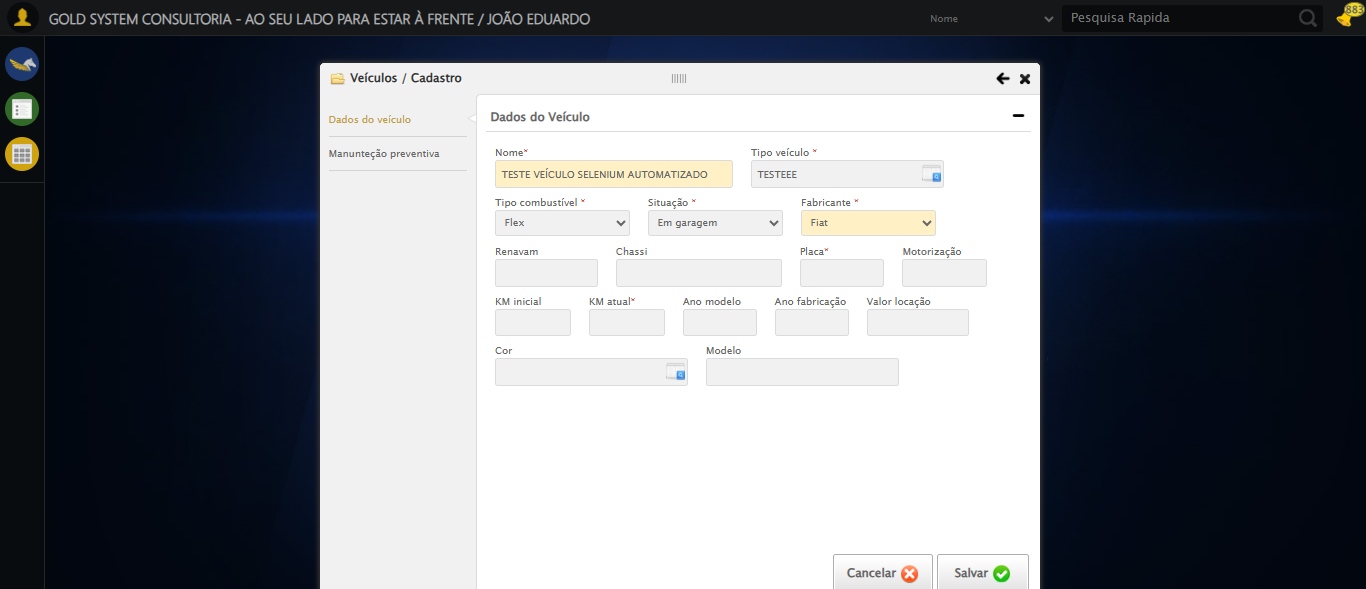 GOLD SYSTEM CONSULTORIA - AO SEU LADO PARA ESTAR À FRENTE / JOÃO EDUARDO
Nome
Pesquisa Rapida
883
Veículos / Cadastro
Dados do veículo
Manunteção preventiva
Dados do Veículo
Nome* Tipo veículo *
TESTE VEÍCULO SELENIUM AUTOMATIZADO TESTEEE
Tipo combustível * Situação * Fabricante *
Flex Em garagem Fiat
Renavam Chassi Placa* Motorização
KM inicial KM atual* Ano modelo Ano fabricação Valor locação
Cor Modelo
Cancelar Salvar